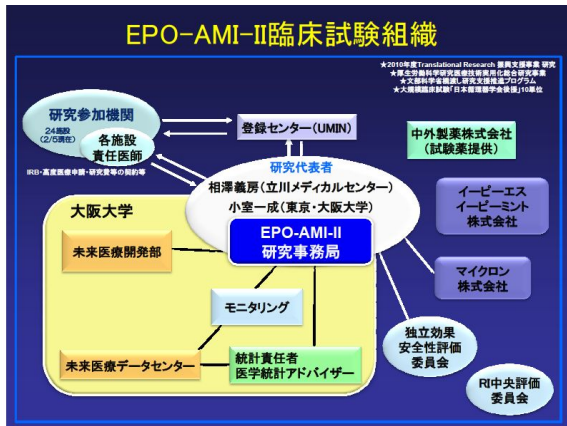 EPO-AMI-II臨床試験組織
★2010年度Translational Research 振興支援事業 研究
★厚生労働科学研究医療技術実用化総合研究事業
★文部科学省橋渡し研究支援推進プログラム
★大規模臨床試験「日本循環器学会後援」10単位
研究参加機関
24施設
(2/5現在)
各施設
責任医師
IRB・高度医療申請・研究費等の契約等
登録センター(UMIN)
中外製薬株式会社
(試験薬提供)
研究代表者
相澤義房(立川メディカルセンター)
小室一成(東京・大阪大学)
EPO-AMI-II
研究事務局
イーピーエス
イーピーミント
株式会社
マイクロン
株式会社
大阪大学
未来医療開発部
モニタリング
未来医療データセンター
統計責任者
医学統計アドバイザー
独立効果
安全性評価
委員会
RI中央評価
委員会